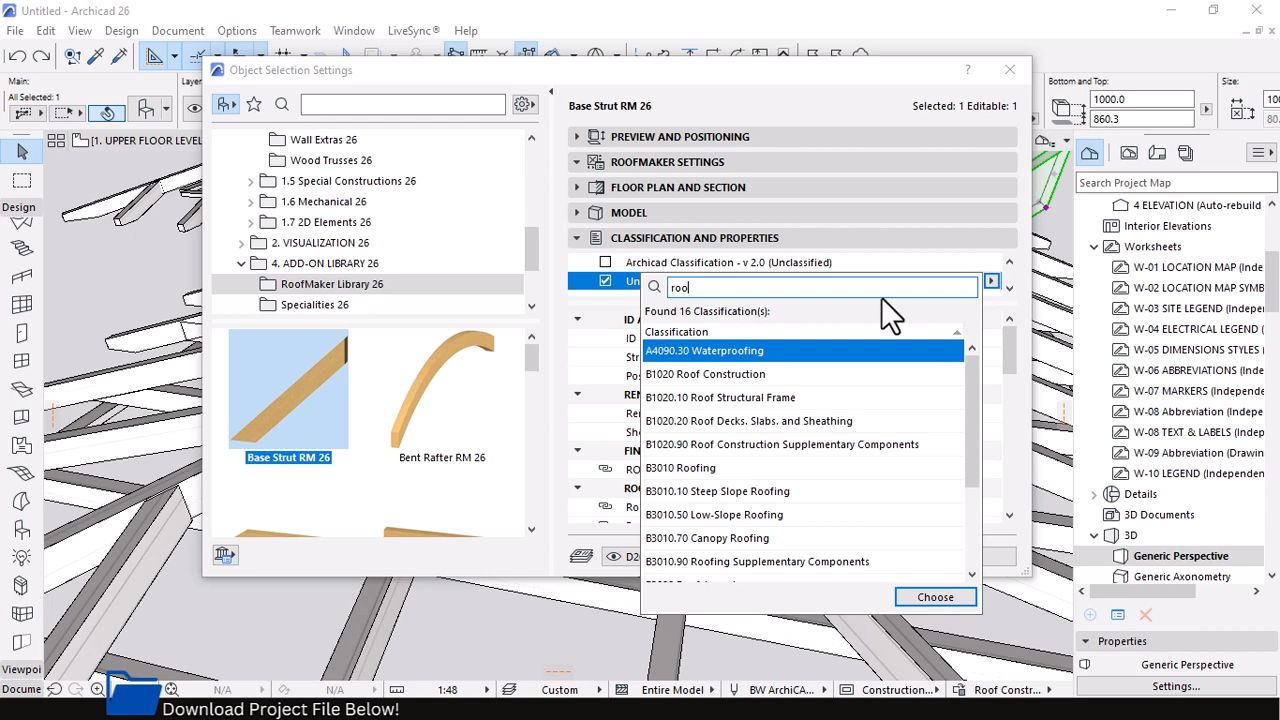 Untitled - Archicad 26
File Edit View Design Document Options Teamwork Window LiveSync® Help
Main:
All Selected: 1
Object Selection Settings
Base Strut RM 26
Selected: 1 Editable: 1
Bottom and Top:
1000.0
860.3
Size:
[1. UPPER FLOOR LEVEL
Design
Wall Extras 26
Wood Trusses 26
1.5 Special Constructions 26
1.6 Mechanical 26
1.7 2D Elements 26
2. VISUALIZATION 26
4. ADD-ON LIBRARY 26
RoofMaker Library 26
Specialities 26
Base Strut RM 26
Bent Rafter RM 26
PREVIEW AND POSITIONING
ROOFMAKER SETTINGS
FLOOR PLAN AND SECTION
MODEL
CLASSIFICATION AND PROPERTIES
Archicad Classification - v 2.0 (Unclassified)
roo
Found 16 Classification(s):
Classification
A4090.30 Waterproofing
B1020 Roof Construction
B1020.10 Roof Structural Frame
B1020.20 Roof Decks. Slabs. and Sheathing
B1020.90 Roof Construction Supplementary Components
B3010 Roofing
B3010.10 Steep Slope Roofing
B3010.50 Low-Slope Roofing
B3010.70 Canopy Roofing
B3010.90 Roofing Supplementary Components
Choose
Search Project Map
4 ELEVATION (Auto-rebuild
Interior Elevations
Worksheets
W-01 LOCATION MAP (Inde
W-02 LOCATION MAP SYMB
W-03 SITE LEGEND (Indepen
W-04 ELECTRICAL LEGEND
W-05 DIMENSIONS STYLES
W-06 ABBREVIATIONS (Indep
W-07 MARKERS (Independen
W-08 Abbreviation (Independ
W-08 TEXT & LABELS (Indep
W-09 Abbreviation (Drawing
W-10 LEGEND (Independent
Details
3D Documents
3D
Generic Perspective
Generic Axonometry
Properties
Generic Perspective
Settings...
Viewpoi
Docume
N/A
N/A
1:48
Custom
Entire Model
BW ArchiCA...
Construction...
Roof Constr...
Download Project File Below!